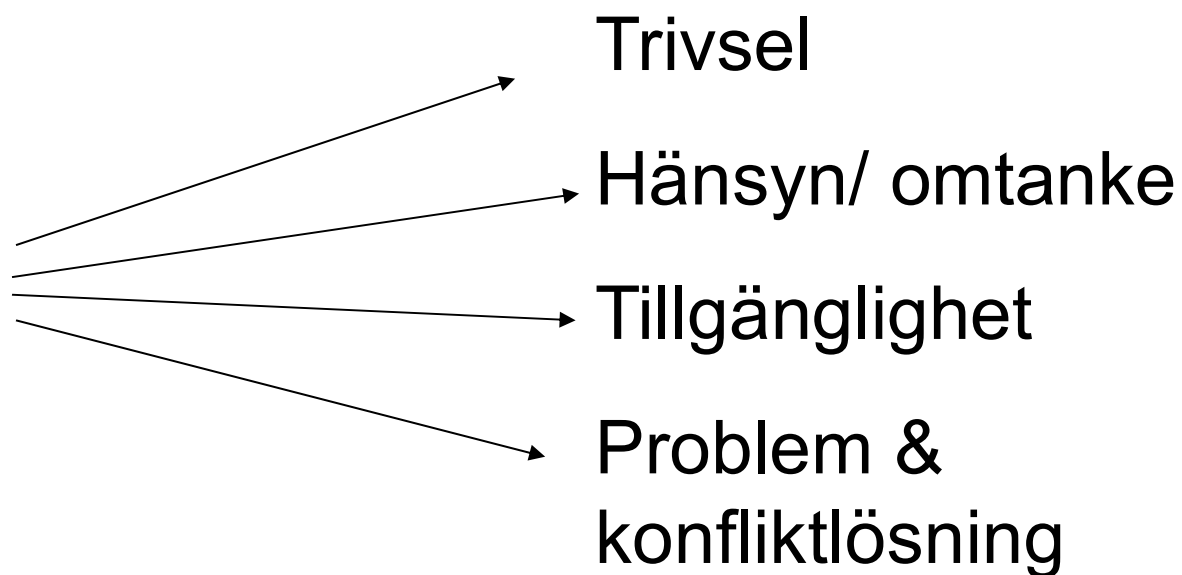 Trivsel
Hänsyn/ omtanke
Tillgänglighet
Problem &
konfliktlösning